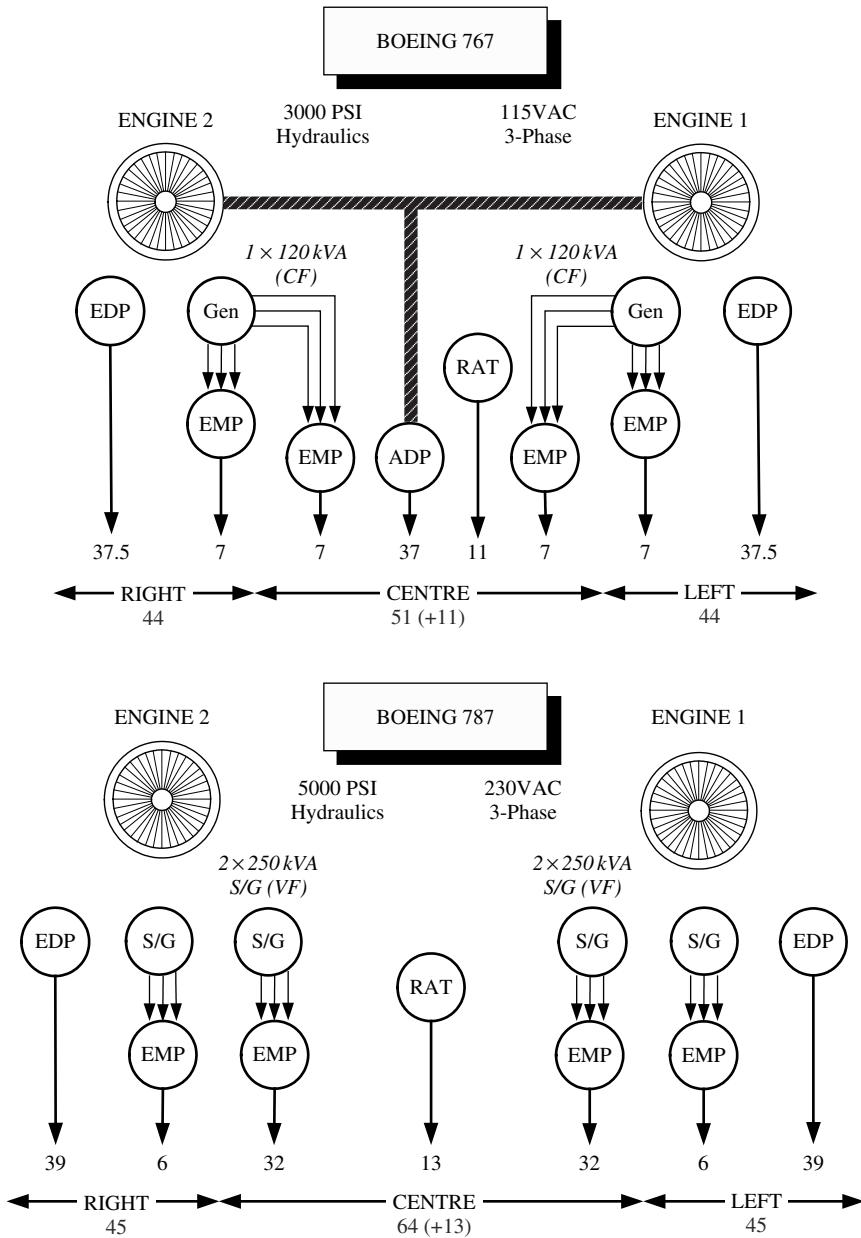 BOEING 767
3000 PSI
Hydraulics
115VAC
3-Phase
ENGINE 2
ENGINE 1
1 × 120 kVA
(CF)
1 × 120 kVA
(CF)
EDP
Gen
Gen
EDP
RAT
EMP
EMP
EMP
ADP
EMP
37.5
7
7
37
11
7
7
37.5
RIGHT
44
CENTRE
51 (+11)
LEFT
44
BOEING 787
ENGINE 2
ENGINE 1
5000 PSI
Hydraulics
230VAC
3-Phase
2 × 250 kVA
S/G (VF)
2 × 250 kVA
S/G (VF)
EDP
S/G
S/G
S/G
S/G
EDP
RAT
EMP
EMP
EMP
EMP
39
6
32
13
32
6
39
RIGHT
45
CENTRE
64 (+13)
LEFT
45